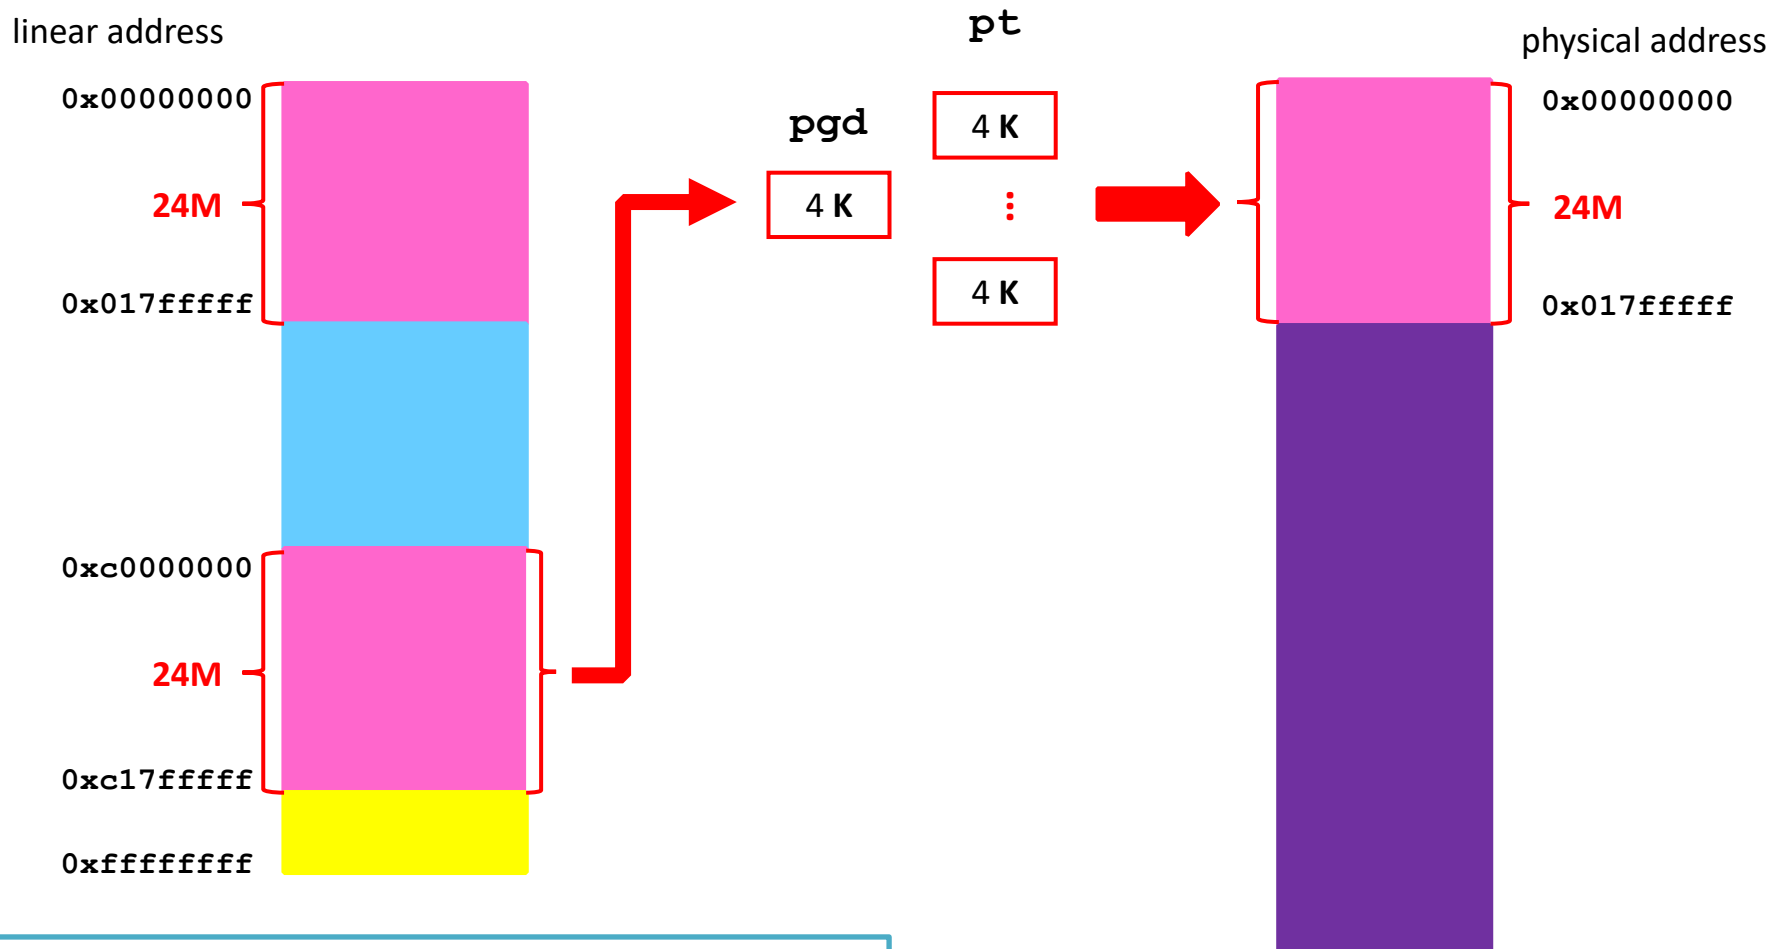 linear address
0x00000000
24M
0x017fffff
0xc0000000
24M
0xc17fffff
0xffffffff
pgd
4 K
pt
4 K
⋮
4 K
physical address
0x00000000
24M
0x017fffff